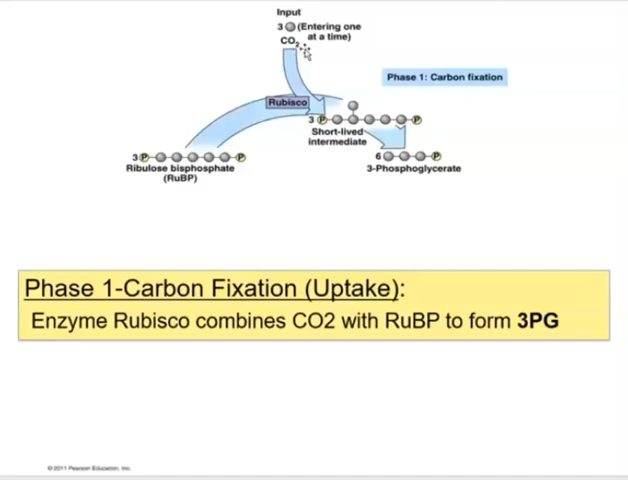 Input
3 (Entering one
at a time)
CO2
Phase 1: Carbon fixation
Rubisco
3 P P
Short-lived
intermediate
3 P P
Ribulose bisphosphate
(RuBP)
6 P
3-Phosphoglycerate
Phase 1-Carbon Fixation (Uptake):
Enzyme Rubisco combines CO2 with RuBP to form 3PG
© 2011 Pearson Education, Inc.